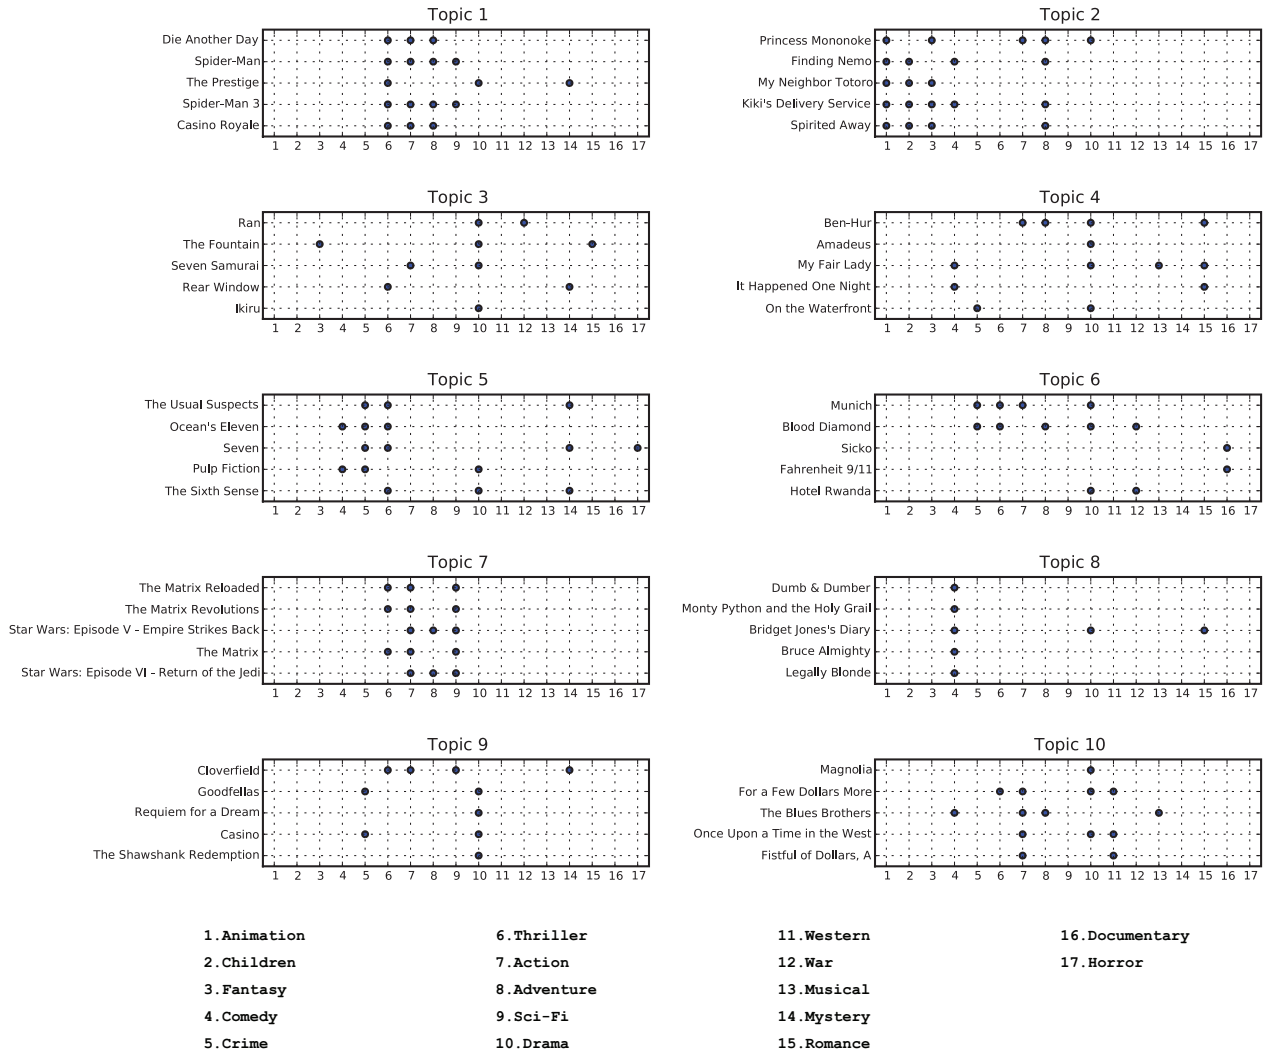 Topic 1
Die Another Day
Spider-Man
The Prestige
Spider-Man 3
Casino Royale
1 2 3 4 5 6 7 8 9 10 11 12 13 14 15 16 17
Topic 2
Princess Mononoke
Finding Nemo
My Neighbor Totoro
Kiki's Delivery Service
Spirited Away
1 2 3 4 5 6 7 8 9 10 11 12 13 14 15 16 17
Topic 3
Ran
The Fountain
Seven Samurai
Rear Window
Ikiru
1 2 3 4 5 6 7 8 9 10 11 12 13 14 15 16 17
Topic 4
Ben-Hur
Amadeus
My Fair Lady
It Happened One Night
On the Waterfront
1 2 3 4 5 6 7 8 9 10 11 12 13 14 15 16 17
Topic 5
The Usual Suspects
Ocean's Eleven
Seven
Pulp Fiction
The Sixth Sense
1 2 3 4 5 6 7 8 9 10 11 12 13 14 15 16 17
Topic 6
Munich
Blood Diamond
Sicko
Fahrenheit 9/11
Hotel Rwanda
1 2 3 4 5 6 7 8 9 10 11 12 13 14 15 16 17
Topic 7
The Matrix Reloaded
The Matrix Revolutions
Star Wars: Episode V - Empire Strikes Back
The Matrix
Star Wars: Episode VI - Return of the Jedi
1 2 3 4 5 6 7 8 9 10 11 12 13 14 15 16 17
Topic 8
Dumb & Dumber
Monty Python and the Holy Grail
Bridget Jones's Diary
Bruce Almighty
Legally Blonde
1 2 3 4 5 6 7 8 9 10 11 12 13 14 15 16 17
Topic 9
Cloverfield
Goodfellas
Requiem for a Dream
Casino
The Shawshank Redemption
1 2 3 4 5 6 7 8 9 10 11 12 13 14 15 16 17
Topic 10
Magnolia
For a Few Dollars More
The Blues Brothers
Once Upon a Time in the West
Fistful of Dollars, A
1 2 3 4 5 6 7 8 9 10 11 12 13 14 15 16 17
1.Animation
2.Children
3.Fantasy
4.Comedy
5.Crime
6.Thriller
7.Action
8.Adventure
9.Sci-Fi
10.Drama
11.Western
12.War
13.Musical
14.Mystery
15.Romance
16.Documentary
17.Horror